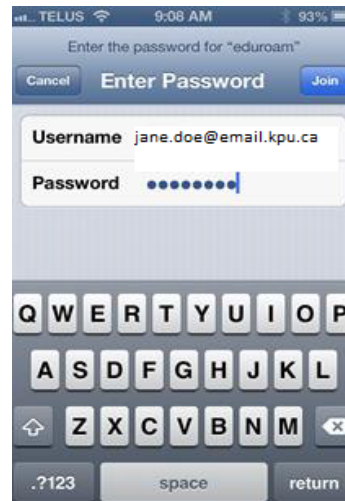 TELUS 9:08 AM 93%
Enter the password for "eduroam"
Cancel Enter Password Join
Username jane.doe@email.kpu.ca
Password ••••••••
Q W E R T Y U I O P
A S D F G H J K L
Z X C V B N M
.?123 space return